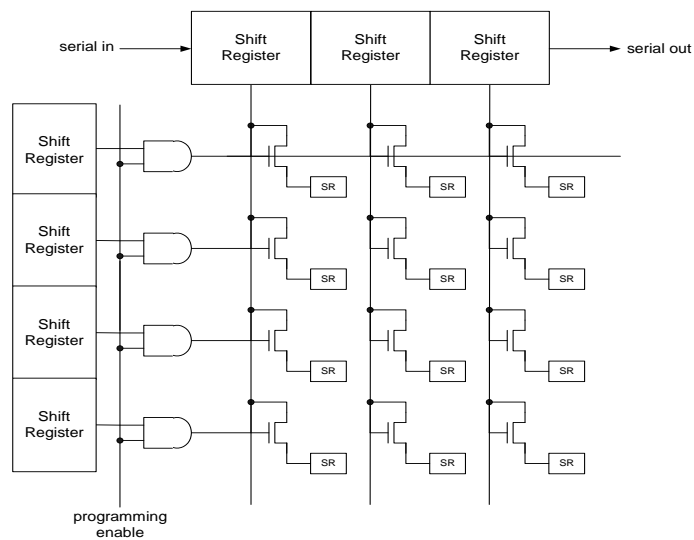 Shift
Register
Shift
Register
Shift
Register
serial in
serial out
Shift
Register
SR
SR
SR
Shift
Register
SR
SR
SR
Shift
Register
SR
SR
SR
Shift
Register
SR
SR
SR
programming
enable